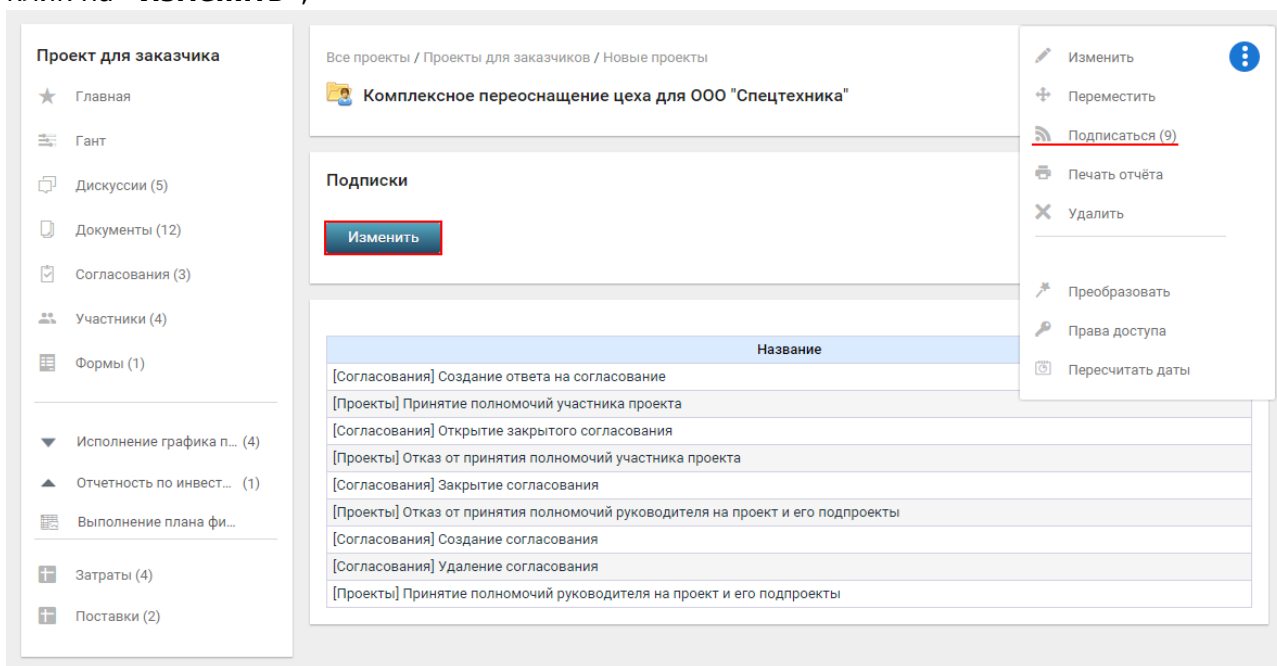 Проект для заказчика
Главная
Гант
Дискуссии (5)
Документы (12)
Согласования (3)
Участники (4)
Формы (1)
Исполнение графика п... (4)
Отчетность по инвест... (1)
Выполнение плана фи...
Затраты (4)
Поставки (2)
Все проекты / Проекты для заказчиков / Новые проекты
Комплексное переоснащение цеха для ООО "Спецтехника"
Подписки
Изменить
Название
[Согласования] Создание ответа на согласование
[Проекты] Принятие полномочий участника проекта
[Согласования] Открытие закрытого согласования
[Проекты] Отказ от принятия полномочий участника проекта
[Согласования] Закрытие согласования
[Проекты] Отказ от принятия полномочий руководителя на проект и его подпроекты
[Согласования] Создание согласования
[Согласования] Удаление согласования
[Проекты] Принятие полномочий руководителя на проект и его подпроекты
Изменить
Переместить
Подписаться (9)
Печать отчёта
Удалить
Преобразовать
Права доступа
Пересчитать даты